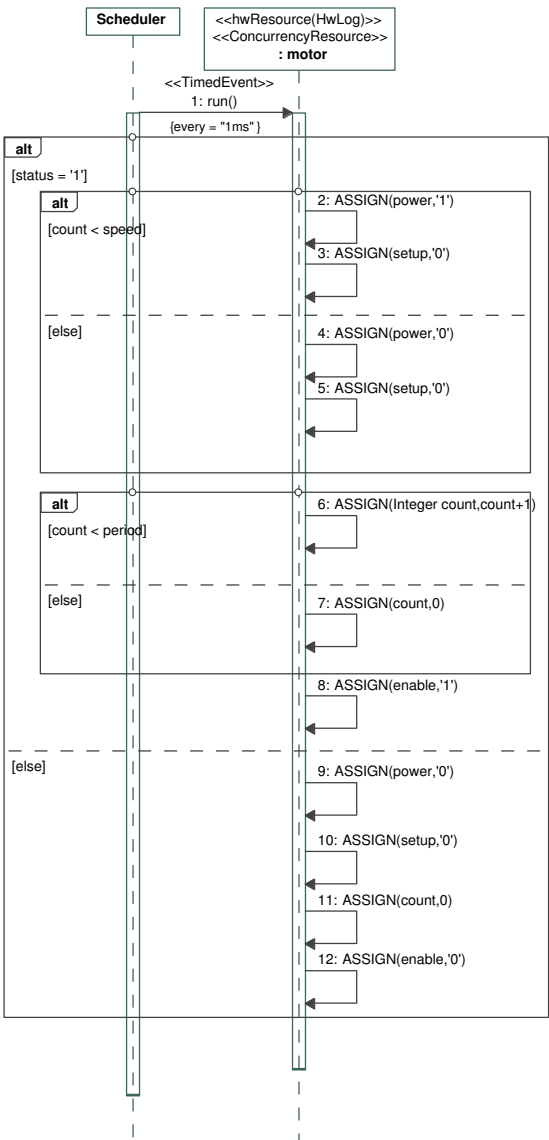 Scheduler
<<hwResource(HwLog)>>
<<ConcurrencyResource>>
: motor
<<TimedEvent>>
1: run()
{every = "1ms" }
alt
[status = '1']
alt
2: ASSIGN(power,'1')
[count < speed]
3: ASSIGN(setup,'0')
[else]
4: ASSIGN(power,'0')
5: ASSIGN(setup,'0')
alt
6: ASSIGN(Integer count,count+1)
[count < period]
[else]
7: ASSIGN(count,0)
8: ASSIGN(enable,'1')
[else]
9: ASSIGN(power,'0')
10: ASSIGN(setup,'0')
11: ASSIGN(count,0)
12: ASSIGN(enable,'0')